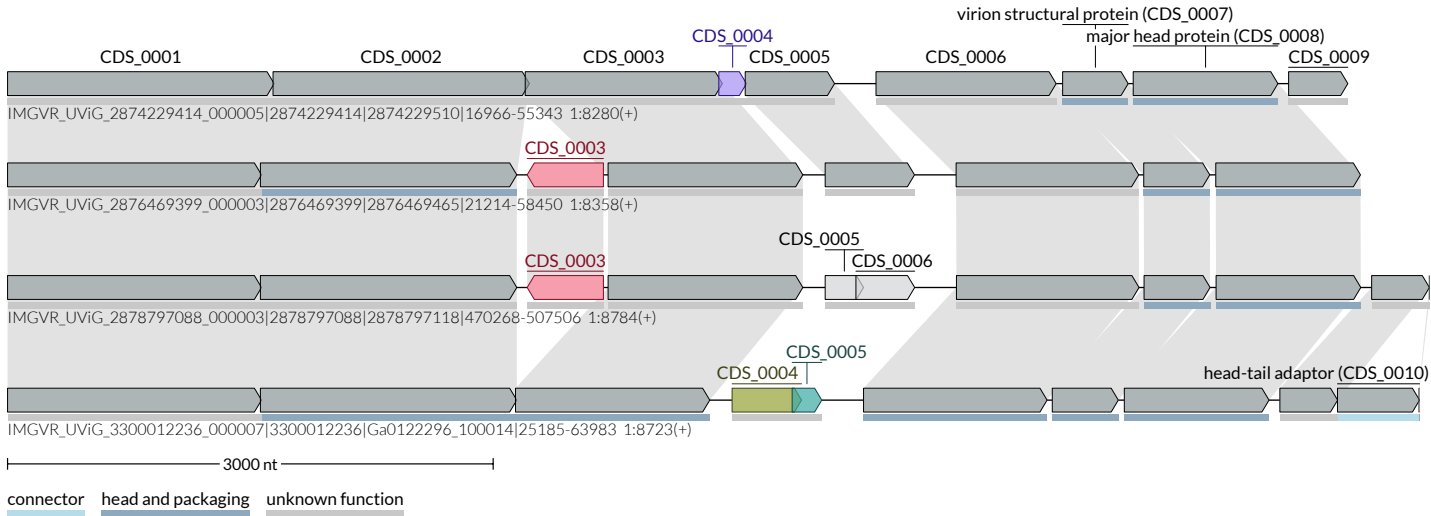 virion structural protein (CDS_0007)
CDS_0004 major head protein (CDS_0008)
CDS_0001 CDS_0002 CDS_0003 CDS_0005 CDS_0006 CDS_0009
IMGVR_UViG_2874229414_000005|2874229414|2874229510|16966-55343 1:8280(+)
CDS_0003
IMGVR_UViG_2876469399_000003|2876469399|2876469465|21214-58450 1:8358(+)
CDS_0005
CDS_0003 CDS_0006
IMGVR_UViG_2878797088_000003|2878797088|2878797118|470268-507506 1:8784(+)
CDS_0005
CDS_0004 head-tail adaptor (CDS_0010)
IMGVR_UViG_3300012236_000007|3300012236|Ga0122296_100014|25185-63983 1:8723(+)
3000 nt
connector head and packaging unknown function